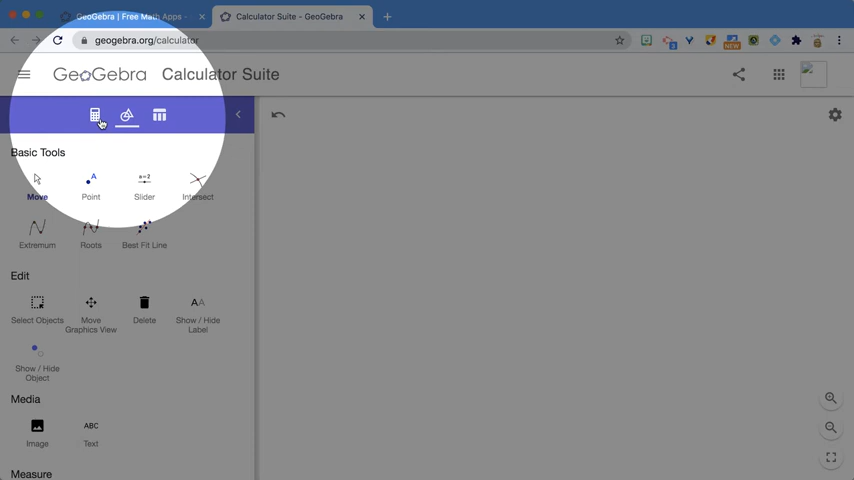 GeoGebra | Free Math Apps -
Calculator Suite - GeoGebra
geogebra.org/calculator
3
NEW
GeoGebra
Calculator Suite
Basic Tools
A
a=2
Move
Point
Slider
Intersect
Extremum
Roots
Best Fit Line
Edit
AA
Select Objects
Move
Graphics View
Delete
Show / Hide
Label
Show / Hide
Object
Media
ABC
Image
Text
Measure